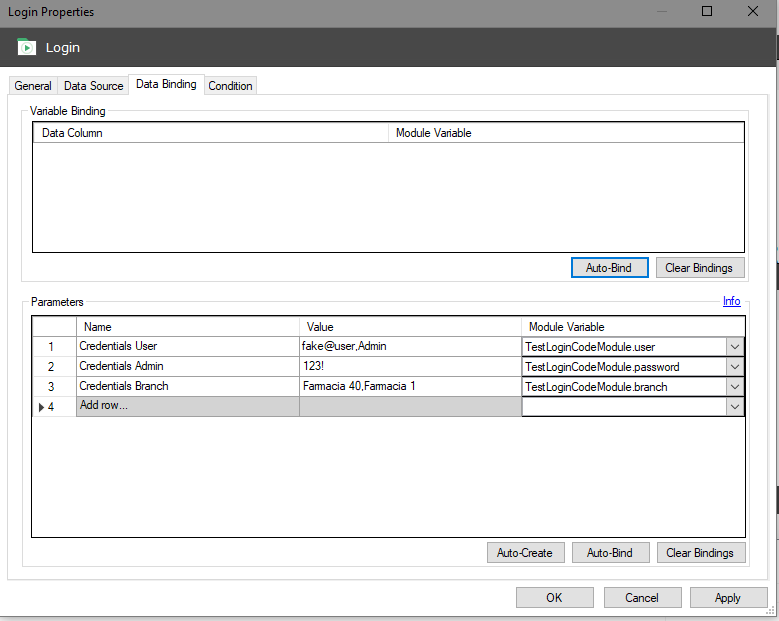 Login Properties
Login
General Data Source Data Binding Condition
Variable Binding
Data Column Module Variable
Auto-Bind Clear Bindings
Parameters Info
Name Value Module Variable
1 Credentials User fake@user,Admin TestLoginCodeModule.user
2 Credentials Admin 123! TestLoginCodeModule.password
3 Credentials Branch Farmacia 40,Farmacia 1 TestLoginCodeModule.branch
4 Add row...
Auto-Create Auto-Bind Clear Bindings
OK Cancel Apply